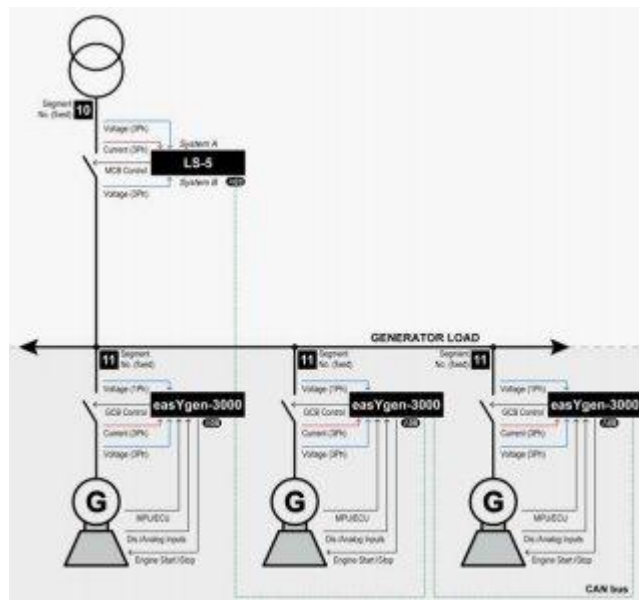 Segment
No. (fixed)
10
Voltage (3Ph)
System A
Current (3Ph)
LS-5
MCB Control
System B
Voltage (3Ph)
GENERATOR LOAD
11
Segment
No. (fixed)
11
Segment
No. (fixed)
Segment
No. (fixed)
11
Voltage (1Ph)
easYgen-3000
GCB Control
Current (3Ph)
Voltage (3Ph)
G
MPU/ECU
Dis./Analog Inputs
Engine Start/Stop
Voltage (1Ph)
easYgen-3000
GCB Control
Current (3Ph)
Voltage (3Ph)
G
MPU/ECU
Dis./Analog Inputs
Engine Start/Stop
Voltage (1Ph)
easYgen-3000
GCB Control
Current (3Ph)
Voltage (3Ph)
G
MPU/ECU
Dis./Analog Inputs
Engine Start/Stop
CAN bus